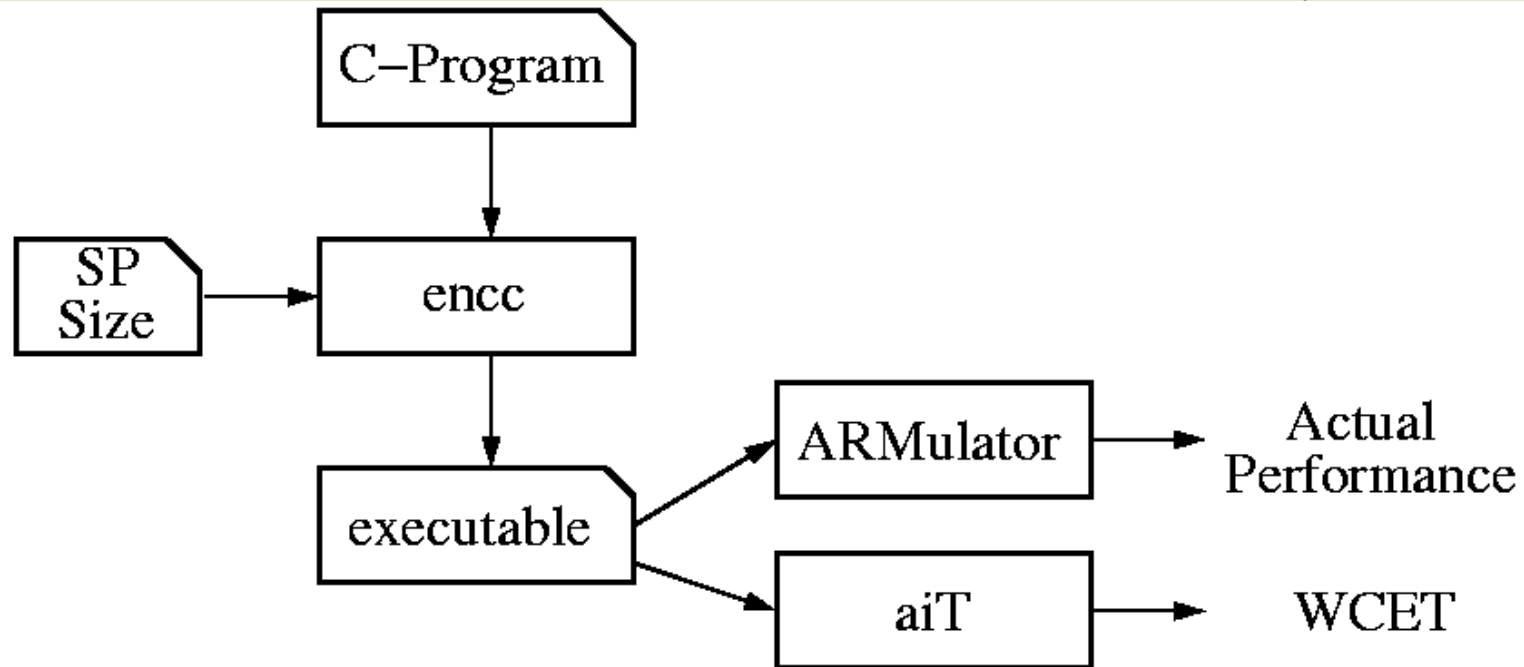 C–Program
SP
Size
encc
ARMulator
Actual
Performance
executable
aiT
WCET